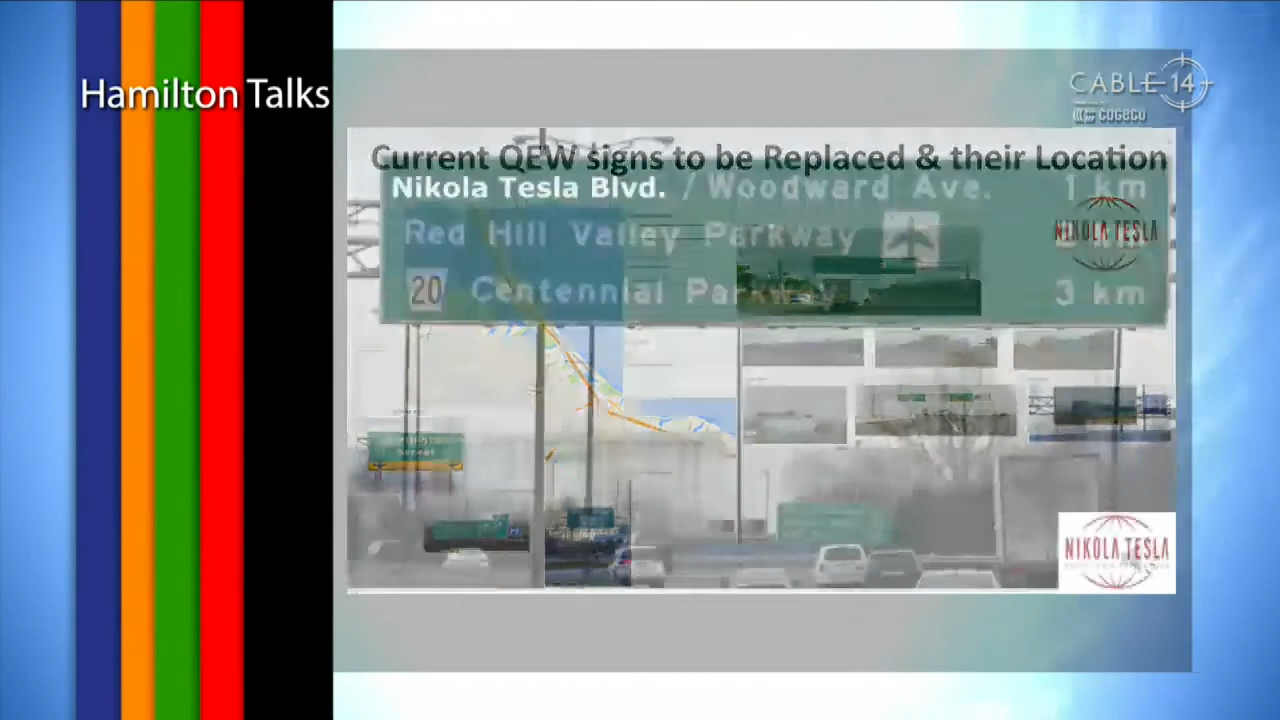 Hamilton Talks
CABLE 14
COGECO
Current QEW signs to be Replaced & their Location
Nikola Tesla Blvd. / Woodward Ave. 1 km
Red Hill Valley Parkway
20 Centennial Parkway 3 km
NIKOLA TESLA
Street
NIKOLA TESLA